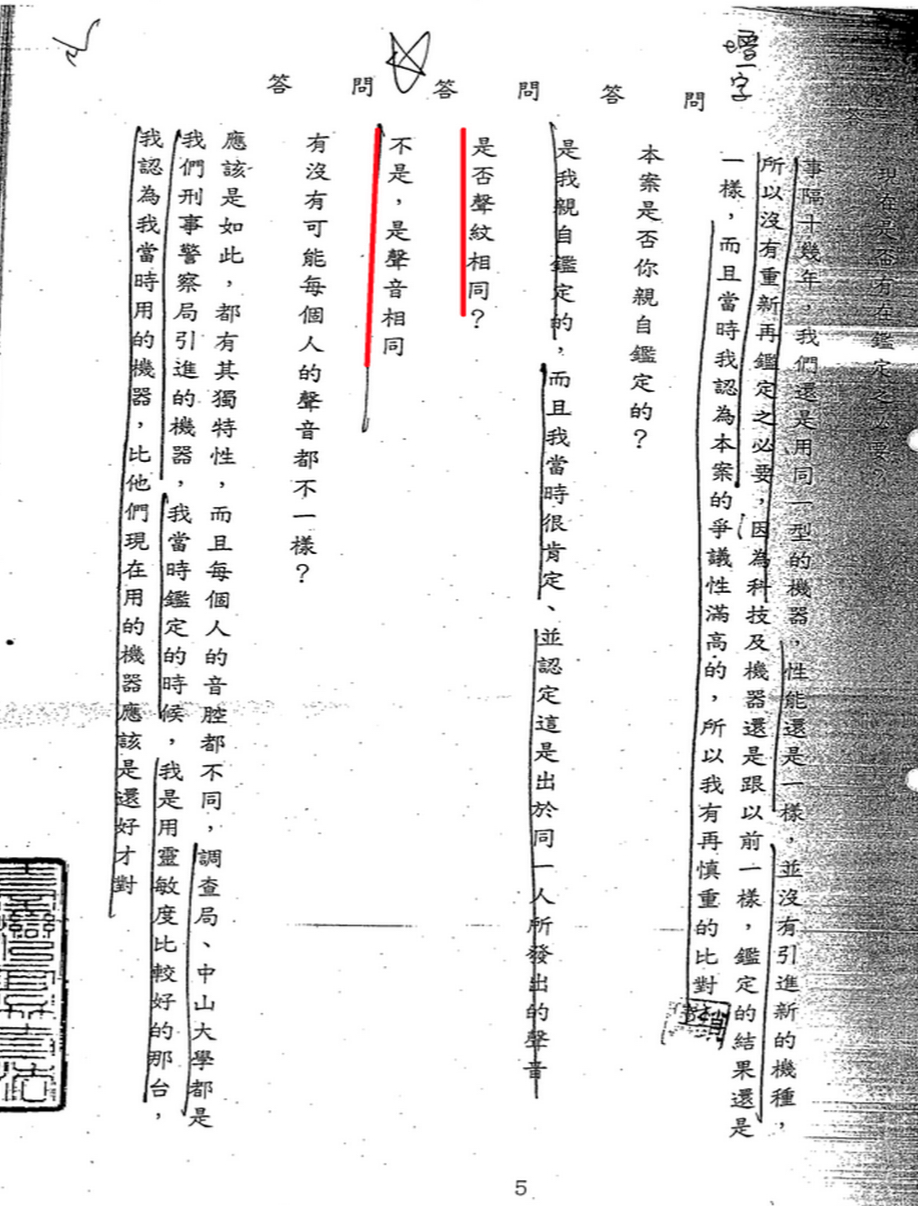 現在是否有在鑑定之必要？
增一字
答 事隔十幾年，我們還是用同一型的機器，性能還是一樣，並沒有引進新的機種，
所以沒有重新再鑑定之必要，因為科技及機器還是跟以前一樣，鑑定的結果還是
一樣，而且當時我認為本案的爭議性滿高的，所以我有再慎重的比對
問 本案是否你親自鑑定的？
答 是我親自鑑定的，而且我當時很肯定、並認定這是出於同一人所發出的聲音
問 是否聲紋相同？
答 不是，是聲音相同
問 有沒有可能每個人的聲音都不一樣？
答 應該是如此，都有其獨特性，而且每個人的音腔都不同，調查局、中山大學都是
我們刑事警察局引進的機器，我當時鑑定的時候，我是用靈敏度比較好的那台，
我認為我當時用的機器，比他們現在用的機器應該是還好才對
5